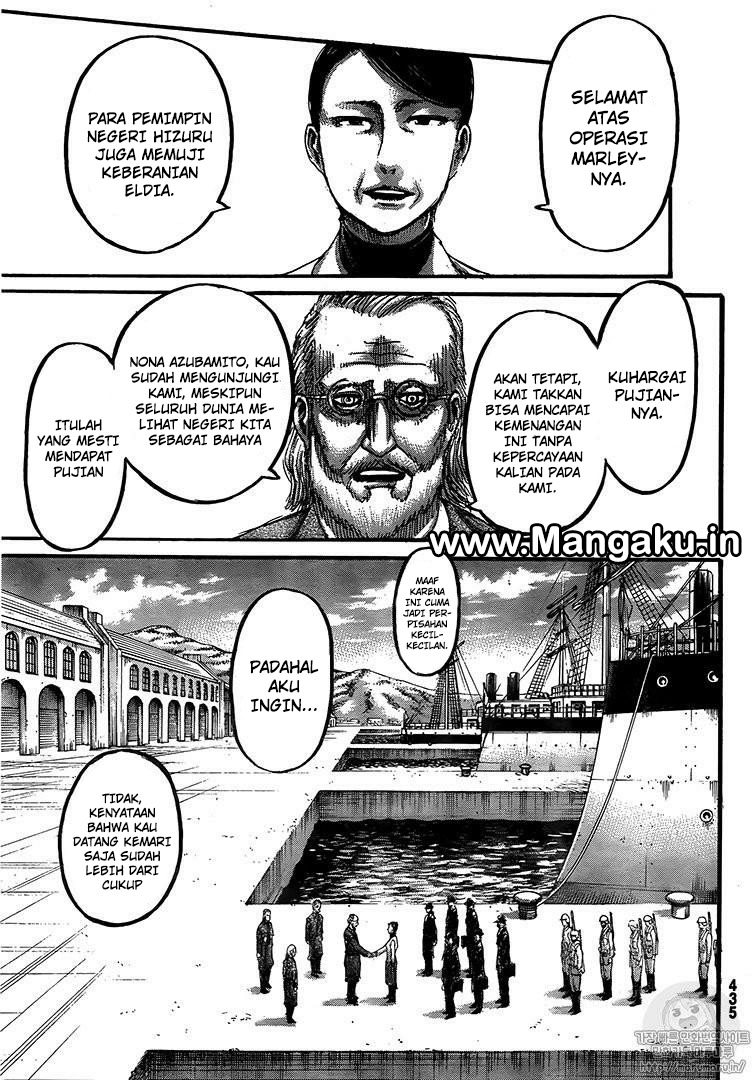 SELAMAT
ATAS
OPERASI
MARLEY-
NYA.
PARA PEMIMPIN
NEGERI HIZURU
JUGA MEMUJI
KEBERANIAN
ELDIA.
KUHARGAI
PUJIAN-
NYA.
AKAN TETAPI,
KAMI TAKKAN
BISA MENCAPAI
KEMENANGAN
INI TANPA
KEPERCAYAAN
KALIAN PADA
KAMI.
NONA AZUBAMITO, KAU
SUDAH MENGUNJUNGI
KAMI, MESKIPUN
SELURUH DUNIA ME-
LIHAT NEGERI KITA
SEBAGAI BAHAYA
ITULAH
YANG MESTI
MENDAPAT
PUJIAN
www.Mangaku.in
MAAF
KARENA
INI CUMA
JADI PER-
PISAHAN
KECIL-
KECILAN.
PADAHAL
AKU
INGIN...
TIDAK,
KENYATAAN
BAHWA KAU
DATANG KEMARI
SAJA SUDAH
LEBIH DARI
CUKUP
435
http://marumaru.in/